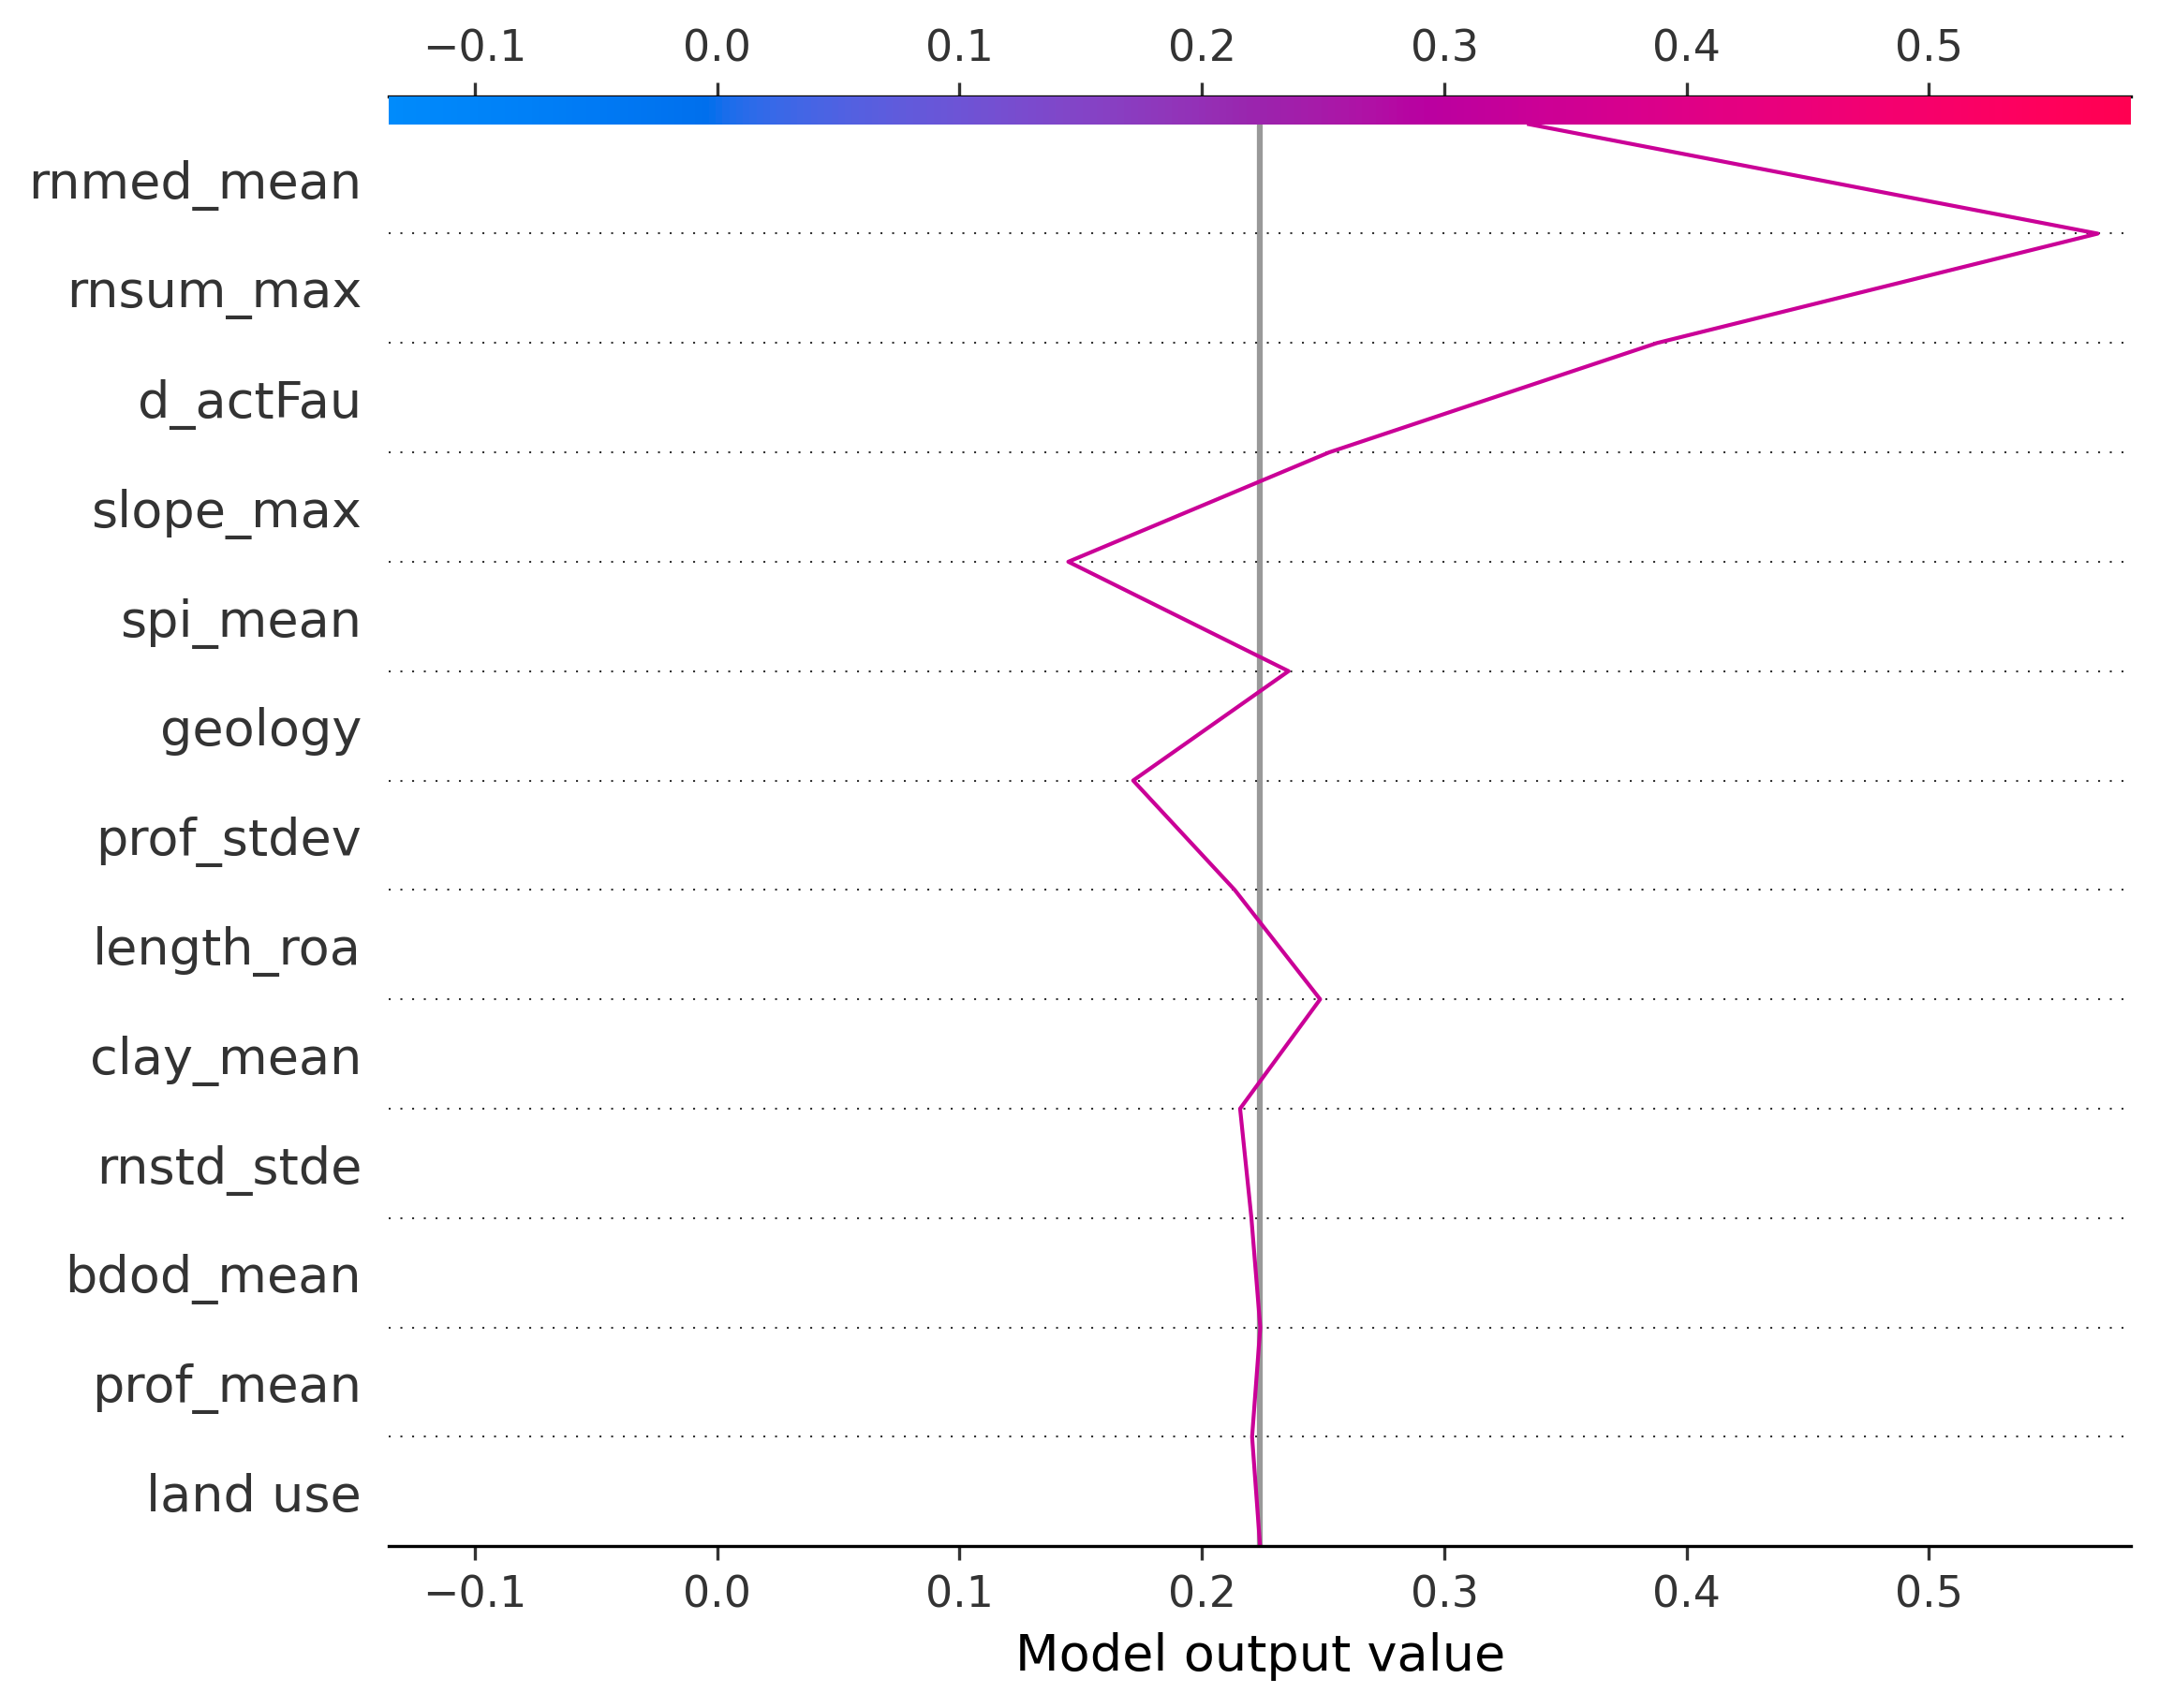 −0.1 0.0 0.1 0.2 0.3 0.4 0.5
rnmed_mean
rnsum_max
d_actFau
slope_max
spi_mean
geology
prof_stdev
length_roa
clay_mean
rnstd_stde
bdod_mean
prof_mean
land use
−0.1 0.0 0.1 0.2 0.3 0.4 0.5
Model output value